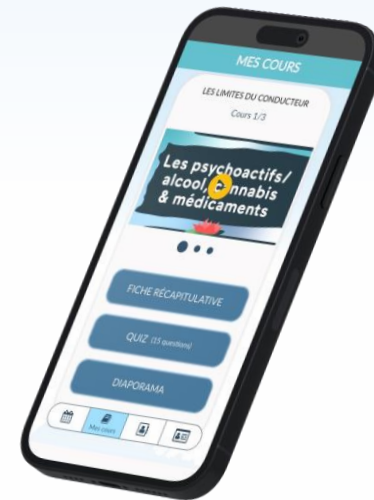 MES COURS
LES LIMITES DU CONDUCTEUR
Cours 1/3
Les psychoactifs/
alcool, cannabis
& médicaments
FICHE RÉCAPITULATIVE
QUIZ (15 questions)
DIAPORAMA
Mes cours